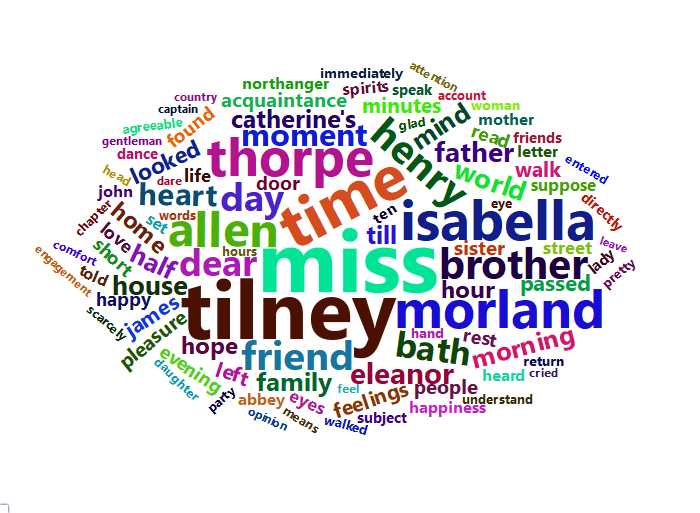 attention
immediately
country
northanger
spirits
speak
account
captain
acquaintance
minutes
woman
agreeable
found
catherine's
glad
mind
mother
gentleman
moment
read
friends
dance
looked
thorpe
henry
father
letter
entered
head
dare
life
door
time
world
walk
john
heart
day
suppose
directly
chapter
home
set
words
allen
ten
isabella
eye
love
till
street
leave
comfort
short
half
dear
hours
miss
sister
brother
lady
pretty
engagement
told
house
hour
passed
happy
tilney
morland
scarcely
james
pleasure
hope
friend
bath
hand
rest
morning
return
evening
left
family
feel
eleanor
heard
cried
daughter
party
abbey
eyes
feelings
people
understand
opinion
means
walked
subject
happiness